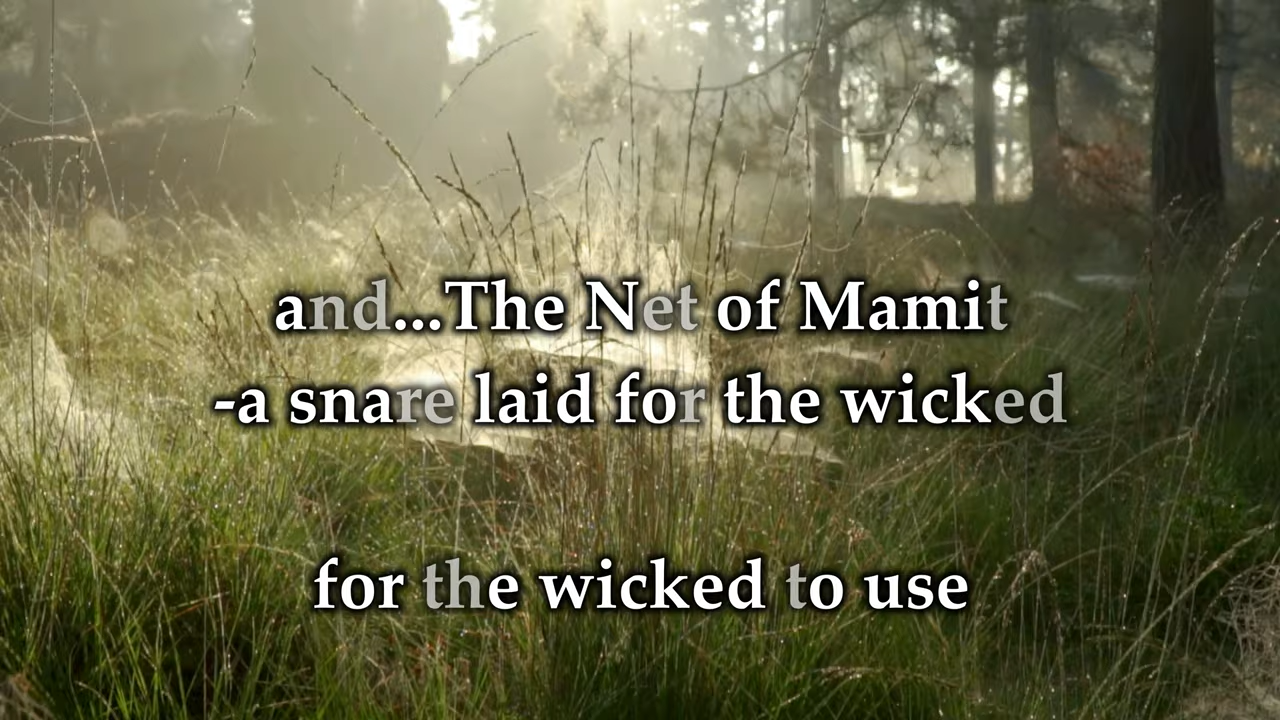 and...The Net of Mamit
-a snare laid for the wicked
for the wicked to use